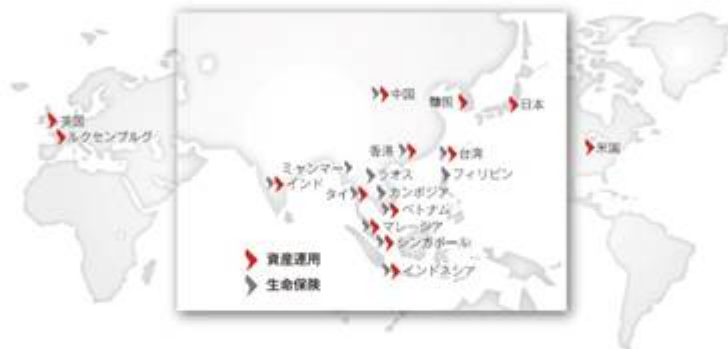 中国
韓国
日本
英国
ルクセンブルグ
香港
台湾
米国
ミャンマー
ラオス
フィリピン
インド
タイ
カンボジア
ベトナム
マレーシア
シンガポール
資産運用
インドネシア
生命保険